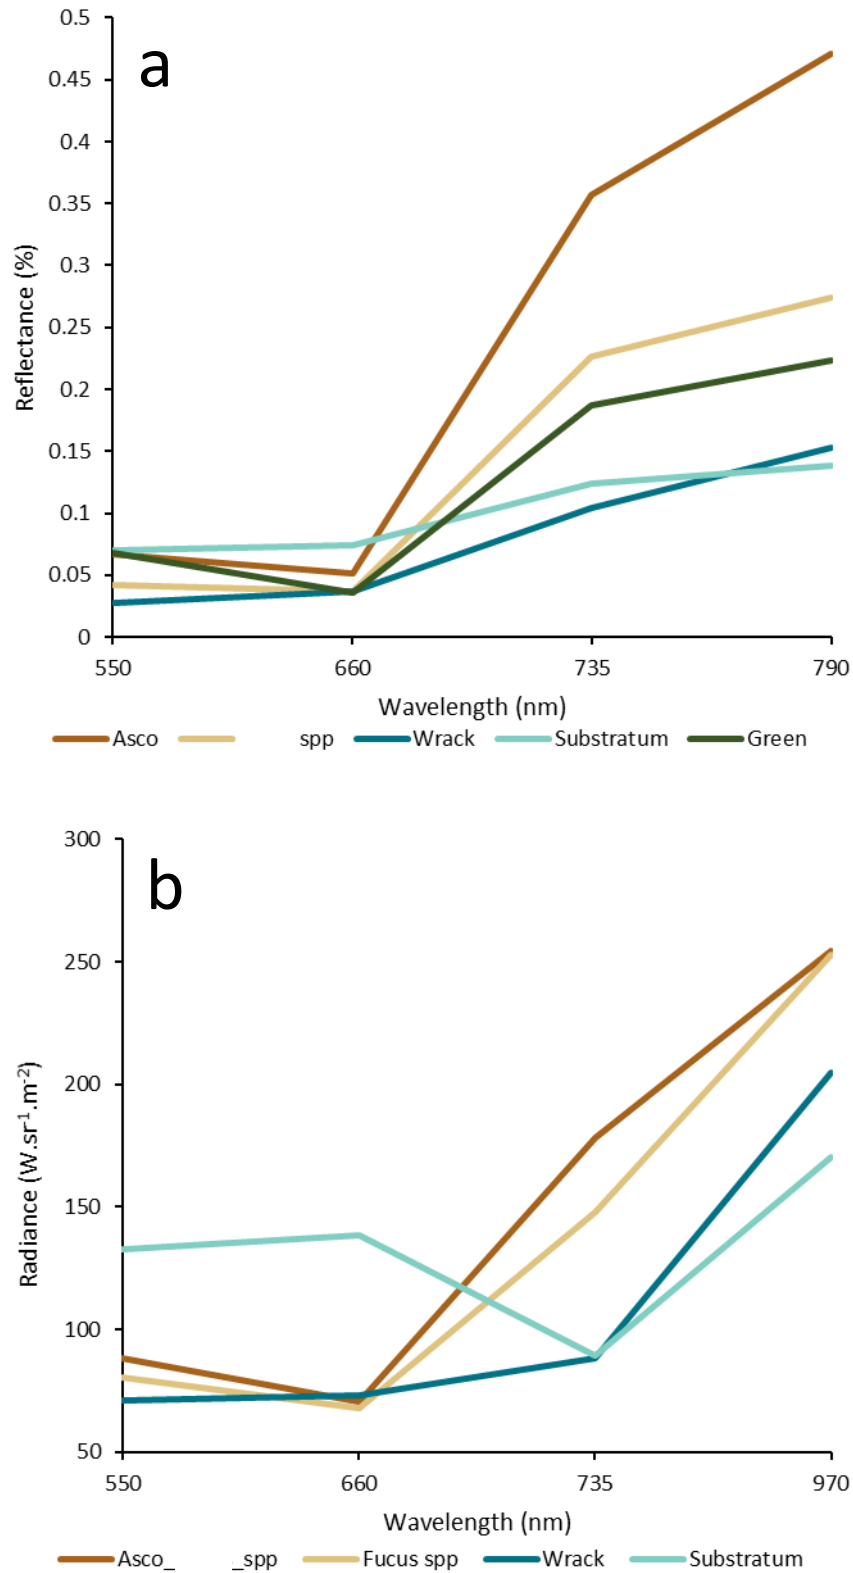 0.5
a
0.45
0.4
0.35
0.3
0.25
0.2
0.15
0.1
0.05
0
Reflectance (%)
550 660 735 790
Wavelength (nm)
Asco spp Wrack Substratum Green
300
b
250
200
150
100
50
Radiance (W.sr-1.m-2)
550 660 735 970
Wavelength (nm)
Asco_ _spp Fucus spp Wrack Substratum